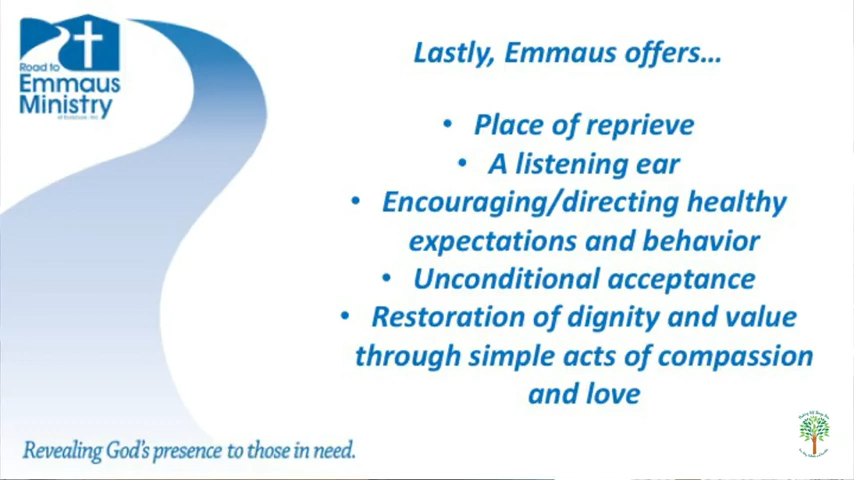 Road to
Emmaus
Ministry
Lastly, Emmaus offers...
• Place of reprieve
• A listening ear
• Encouraging/directing healthy
expectations and behavior
• Unconditional acceptance
• Restoration of dignity and value
through simple acts of compassion
and love
Revealing God's presence to those in need.